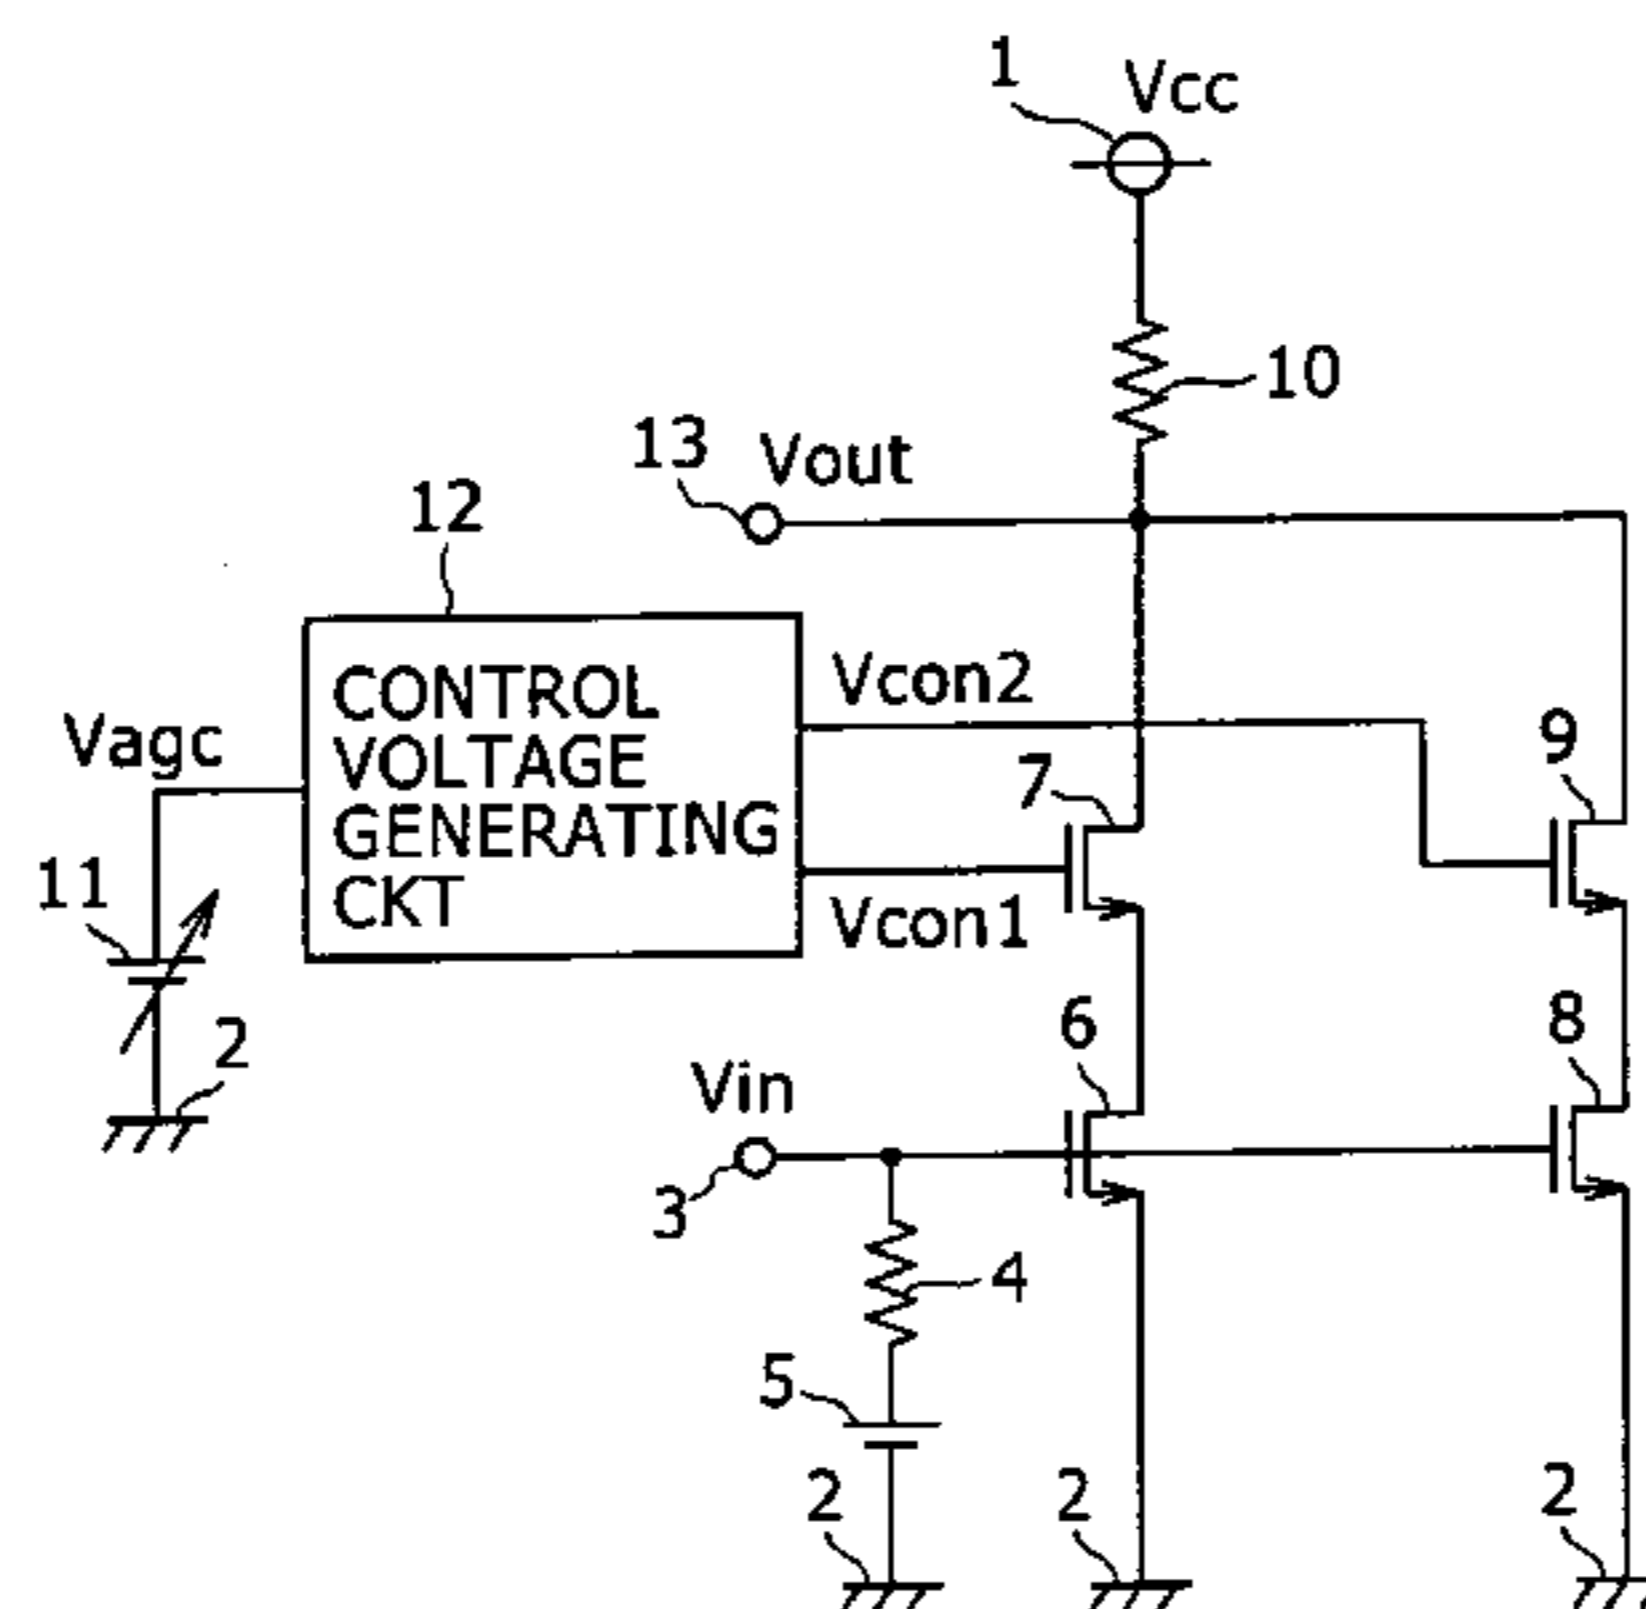 1 Vcc
10
13 Vout
12
CONTROL
VOLTAGE
GENERATING
CKT
Vcon2
Vagc
7
9
11
Vcon1
2
6
8
Vin
3
4
5
2
2
2